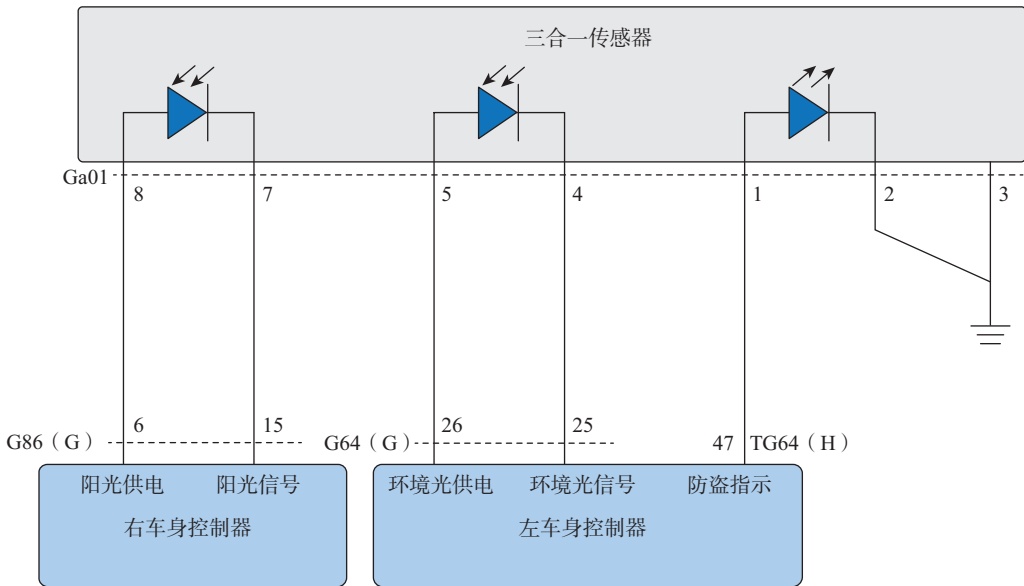 三合一传感器
Ga01
8 7 5 4 1 2 3
6 15 26 25
G86（G） G64（G） 47 TG64（H）
阳光供电 阳光信号 环境光供电 环境光信号 防盗指示
右车身控制器 左车身控制器